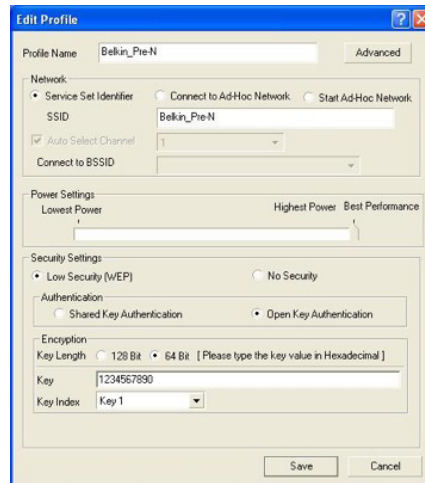 Edit Profile
Profile Name Belkin_Pre-N Advanced
Network
Service Set Identifier Connect to Ad-Hoc Network Start Ad-Hoc Network
SSID Belkin_Pre-N
Auto Select Channel 1
Connect to BSSID
Power Settings
Lowest Power Highest Power Best Performance
Security Settings
Low Security (WEP) No Security
Authentication
Shared Key Authentication Open Key Authentication
Encryption
Key Length 128 Bit 64 Bit [ Please type the key value in Hexadecimal ]
Key 1234567890
Key Index Key 1
Save Cancel